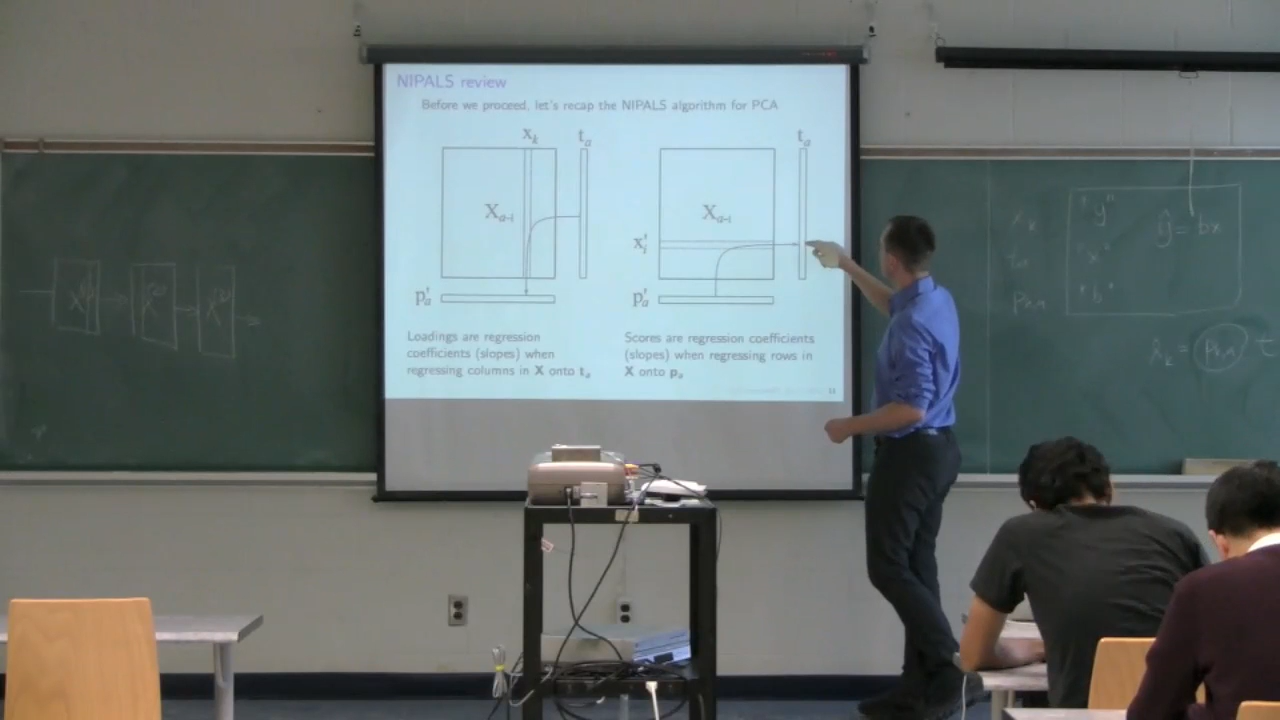 NIPALS review
Before we proceed, let's recap the NIPALS algorithm for PCA
x_k t_a
X_{a-1}
p'_a
t_a
X_{a-1}
x'_i
p'_a
Loadings are regression
coefficients (slopes) when
regressing columns in X onto t_a
Scores are regression coefficients
(slopes) when regressing rows in
X onto p_a
"y"
ŷ = bx
"x"
"b"